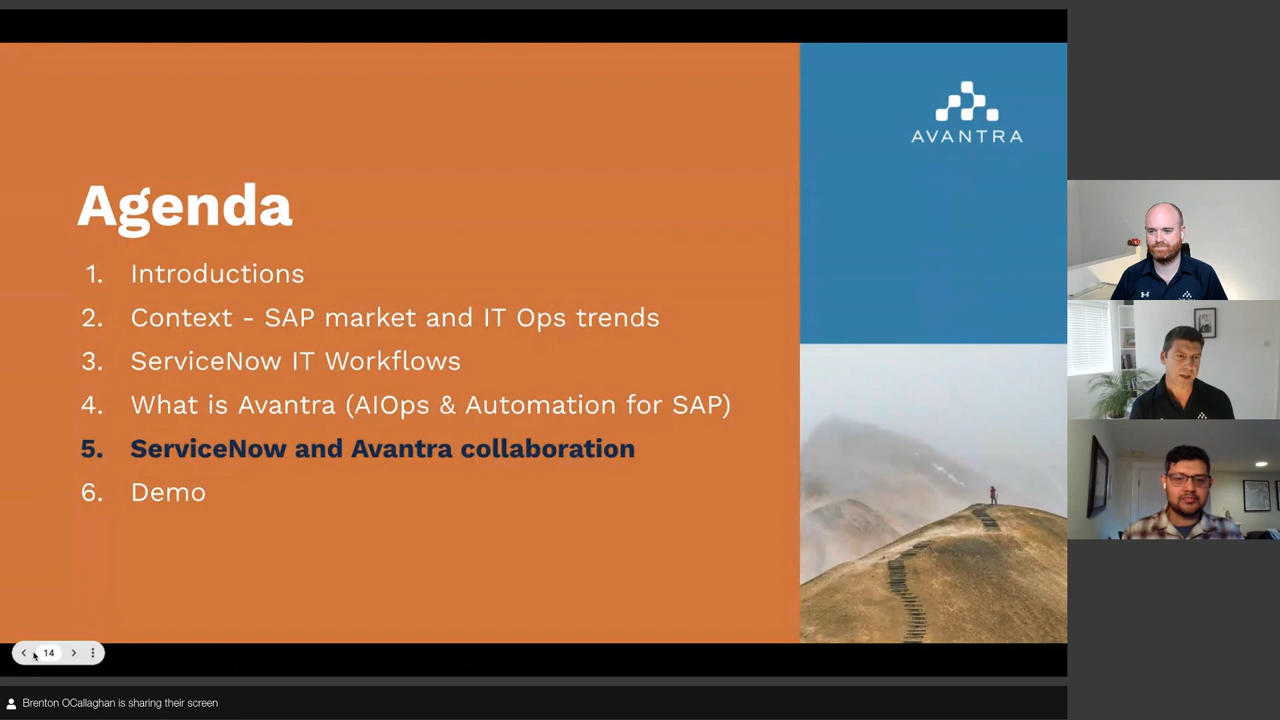 AVANTRA
Agenda
1. Introductions
2. Context - SAP market and IT Ops trends
3. ServiceNow IT Workflows
4. What is Avantra (AIOps & Automation for SAP)
5. ServiceNow and Avantra collaboration
6. Demo
14
Brenton OCallaghan is sharing their screen